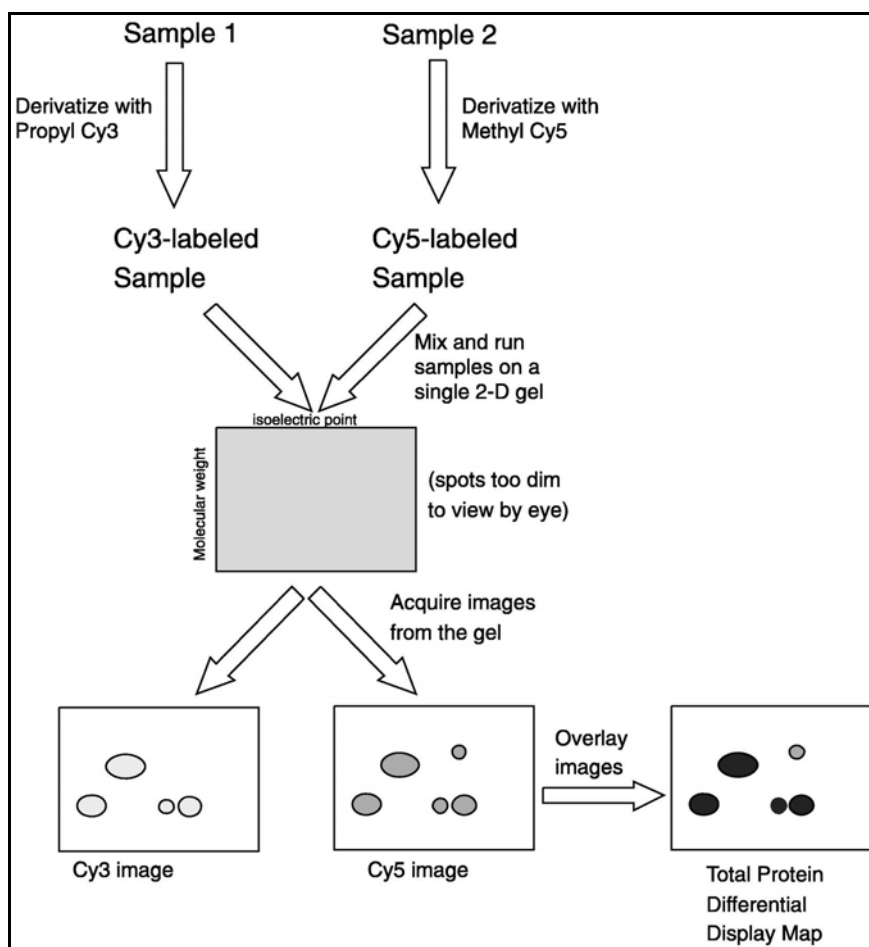 Sample 1
Sample 2
Derivatize with
Propyl Cy3
Derivatize with
Methyl Cy5
Cy3-labeled
Sample
Cy5-labeled
Sample
Mix and run
samples on a
single 2-D gel
isoelectric point
Molecular weight
(spots too dim
to view by eye)
Acquire images
from the gel
Overlay
images
Cy3 image
Cy5 image
Total Protein
Differential
Display Map